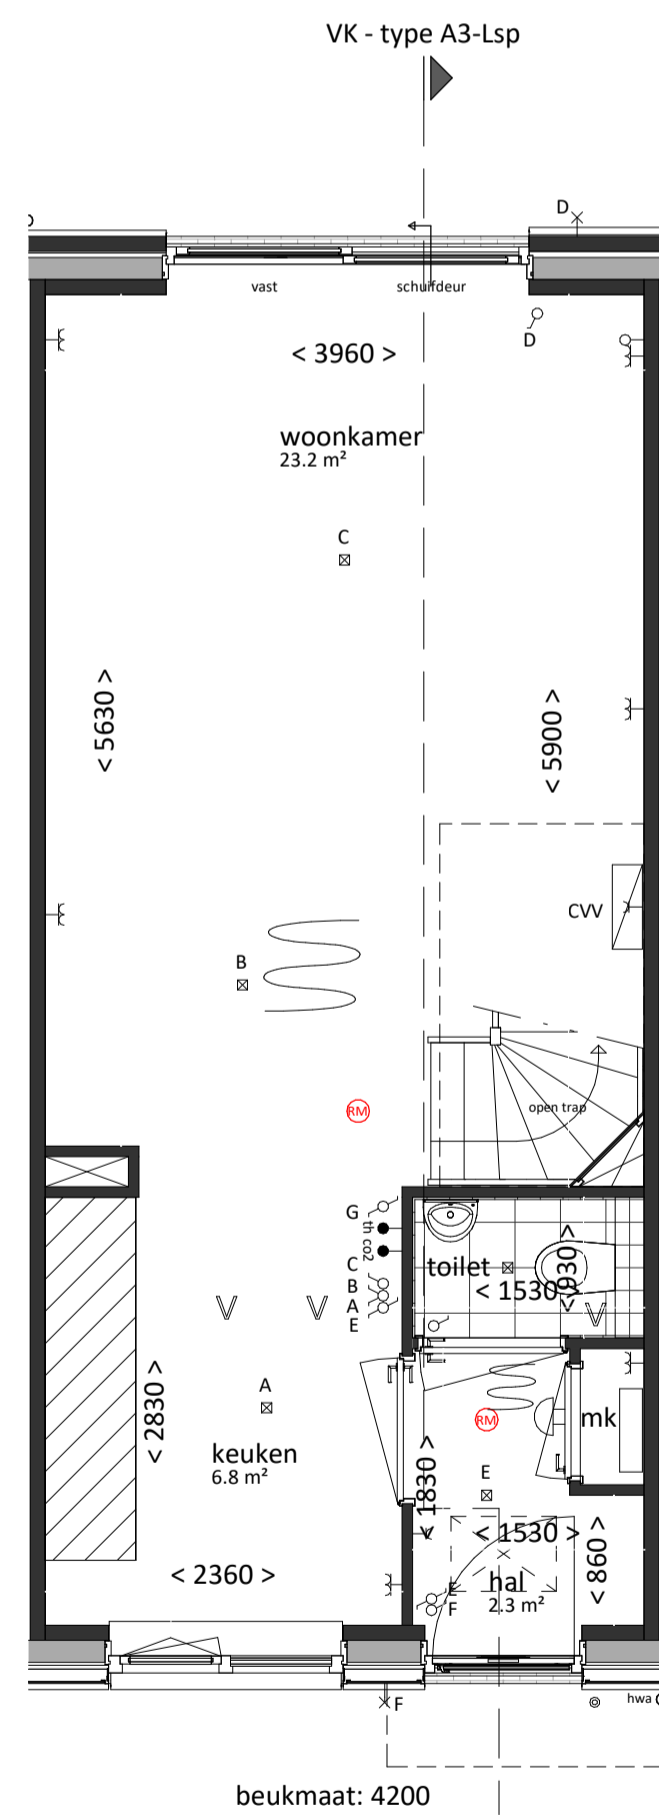 VK - type A3-Lsp
D
vast
schuifdeur
D
< 3960 >
woonkamer
23.2 m²
C
< 5630 >
< 5900 >
CVV
B
RM
open trap
G
th co2
C
B
A
E
toilet
< 1530 >
< 930 >
A
keuken
6.8 m²
< 2830 >
RM
mk
E
< 1830 >
< 1530 >
< 860 >
hal
2.3 m²
< 2360 >
E
F
F
hwa
beukmaat: 4200